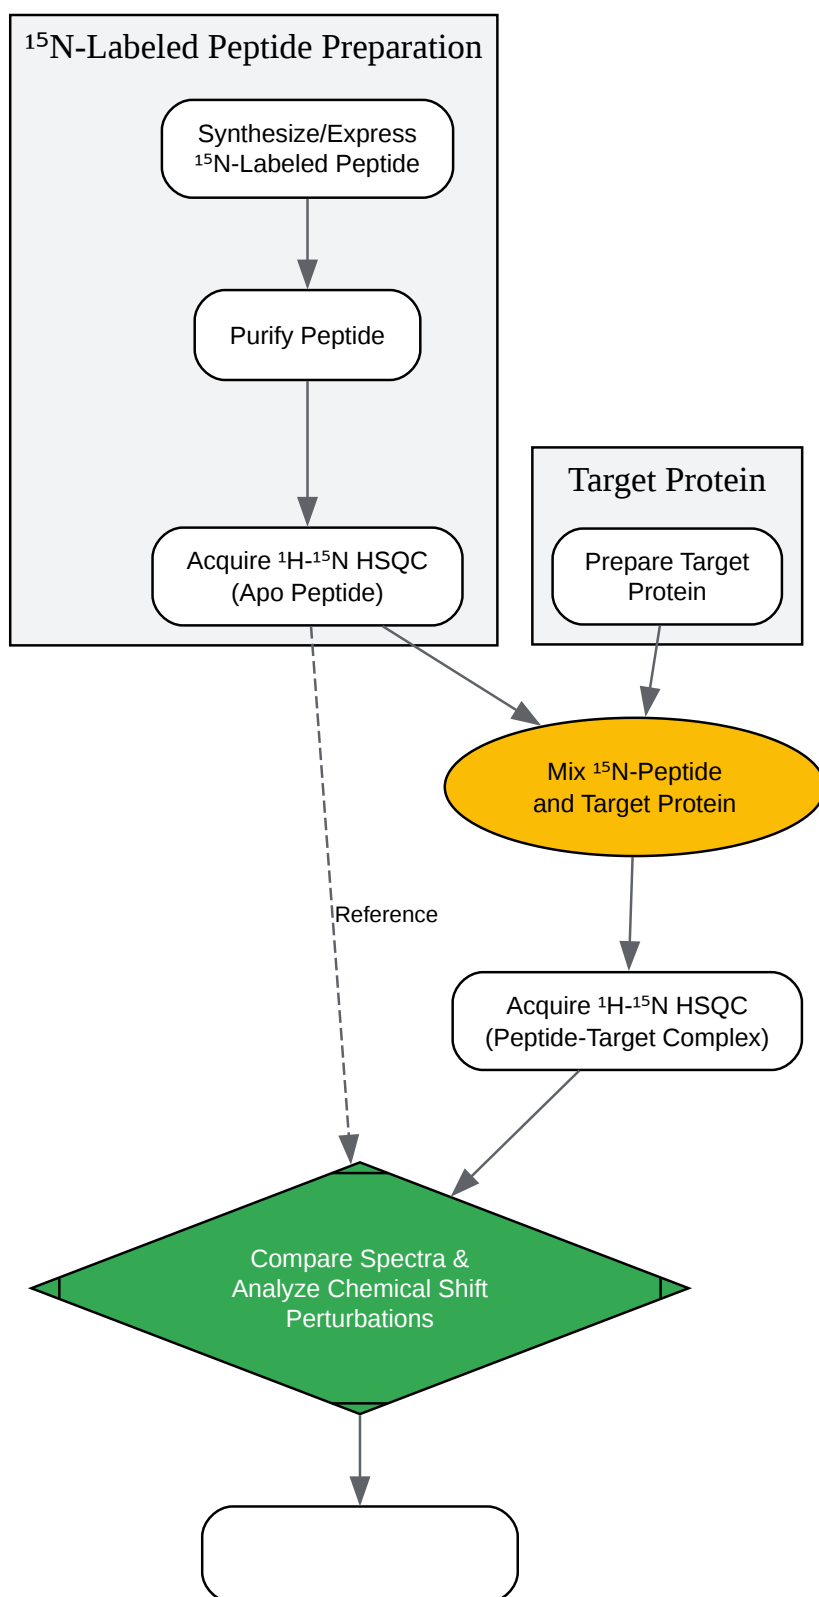 ¹⁵N-Labeled Peptide Preparation
Synthesize/Express
¹⁵N-Labeled Peptide
Purify Peptide
Acquire ¹H-¹⁵N HSQC
(Apo Peptide)
Target Protein
Prepare Target
Protein
Mix ¹⁵N-Peptide
and Target Protein
Reference
Acquire ¹H-¹⁵N HSQC
(Peptide-Target Complex)
Compare Spectra &
Analyze Chemical Shift
Perturbations